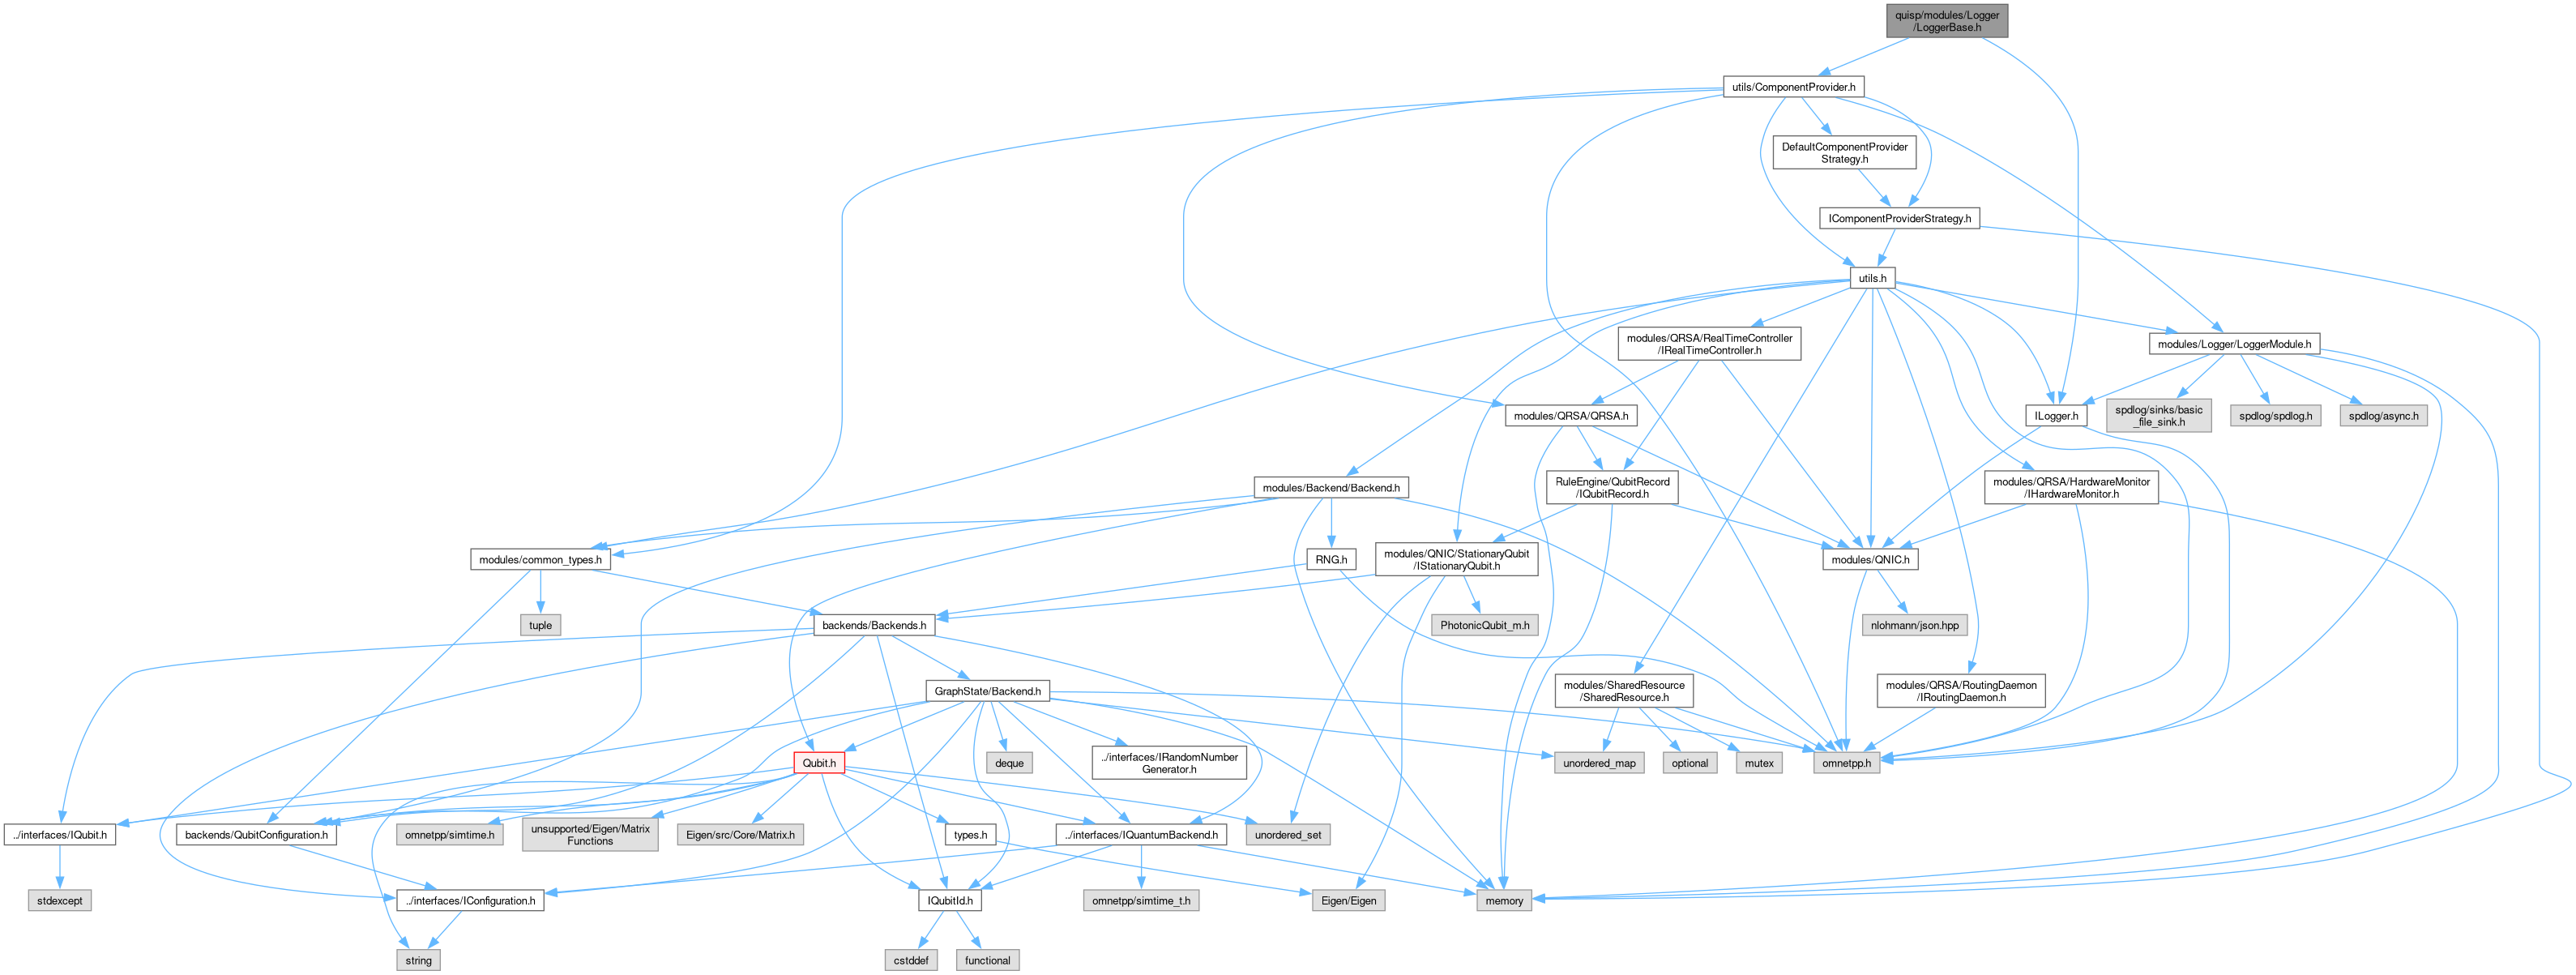 quisp/modules/Logger
/LoggerBase.h
utils/ComponentProvider.h
DefaultComponentProvider
Strategy.h
IComponentProviderStrategy.h
utils.h
modules/QRSA/RealTimeController
/IRealTimeController.h
modules/Logger/LoggerModule.h
modules/QRSA/QRSA.h
ILogger.h
spdlog/sinks/basic
_file_sink.h
spdlog/spdlog.h
spdlog/async.h
modules/Backend/Backend.h
RuleEngine/QubitRecord
/IQubitRecord.h
modules/QRSA/HardwareMonitor
/IHardwareMonitor.h
modules/common_types.h
RNG.h
modules/QNIC/StationaryQubit
/IStationaryQubit.h
modules/QNIC.h
tuple
backends/Backends.h
PhotonicQubit_m.h
nlohmann/json.hpp
GraphState/Backend.h
modules/SharedResource
/SharedResource.h
modules/QRSA/RoutingDaemon
/IRoutingDaemon.h
Qubit.h
deque
../interfaces/IRandomNumber
Generator.h
unordered_map
optional
mutex
omnetpp.h
../interfaces/IQubit.h
backends/QubitConfiguration.h
omnetpp/simtime.h
unsupported/Eigen/Matrix
Functions
Eigen/src/Core/Matrix.h
types.h
../interfaces/IQuantumBackend.h
unordered_set
stdexcept
../interfaces/IConfiguration.h
IQubitId.h
omnetpp/simtime_t.h
Eigen/Eigen
memory
string
cstddef
functional